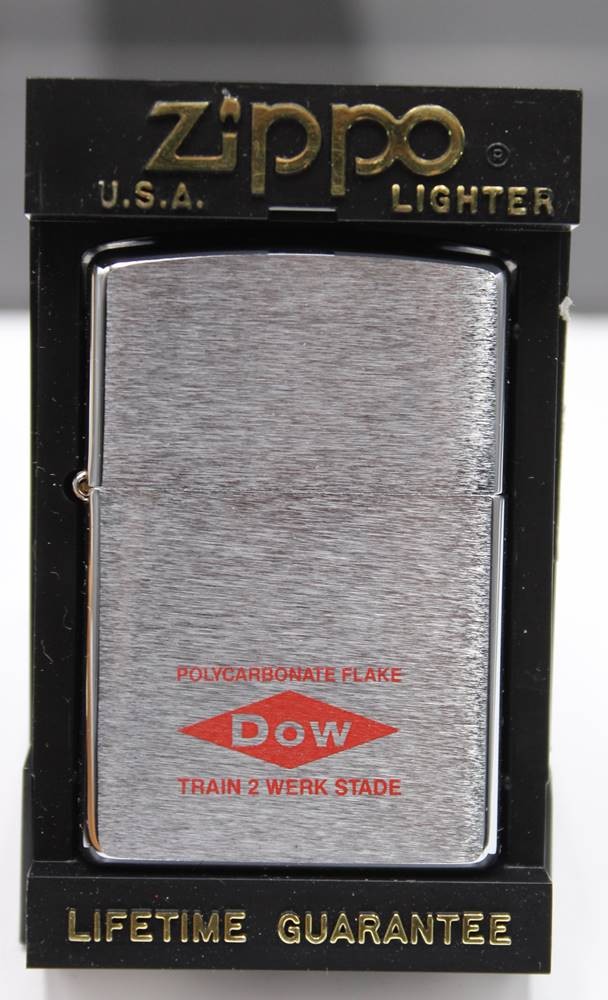 Zippo ®
U.S.A. LIGHTER
POLYCARBONATE FLAKE
Dow
TRAIN 2 WERK STADE
LIFETIME GUARANTEE